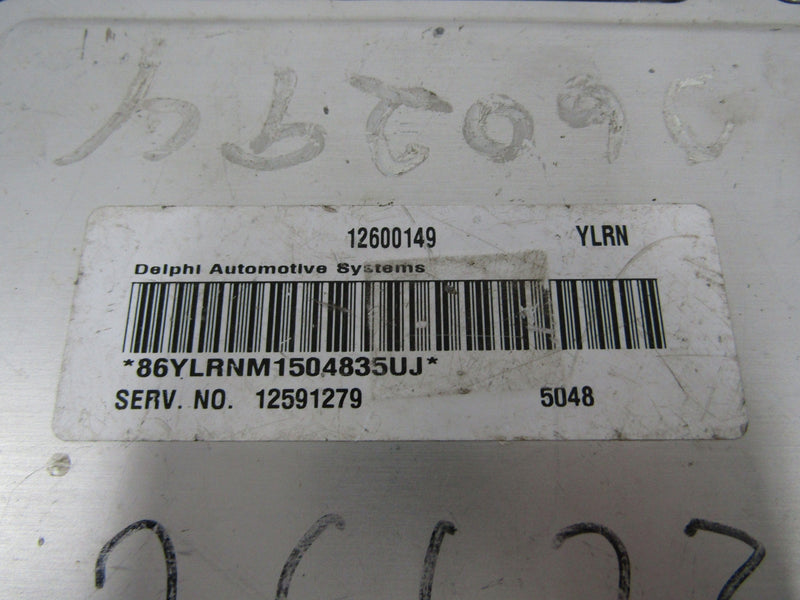 12600149 YLRN
Delphi Automotive Systems
*86YLRNM1504835UJ*
SERV. NO. 12591279 5048